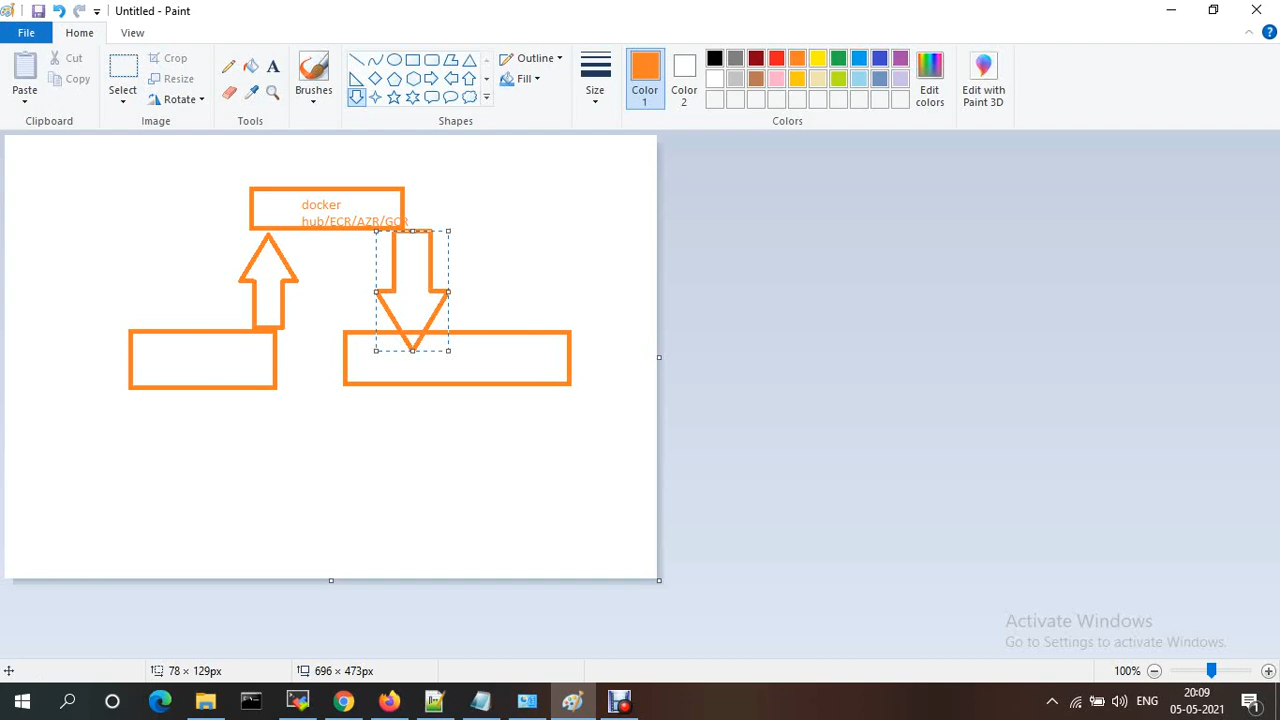 Untitled - Paint
File
Home
View
Paste
Cut
Copy
Clipboard
Select
Crop
Resize
Rotate
Image
A
Tools
Brushes
Shapes
Outline
Fill
Size
Color 1
Color 2
Edit colors
Colors
Edit with Paint 3D
docker
hub/ECR/AZR/GCR
Activate Windows
Go to Settings to activate Windows.
78 × 129px
696 × 473px
100%
ENG
20:09
05-05-2021
1